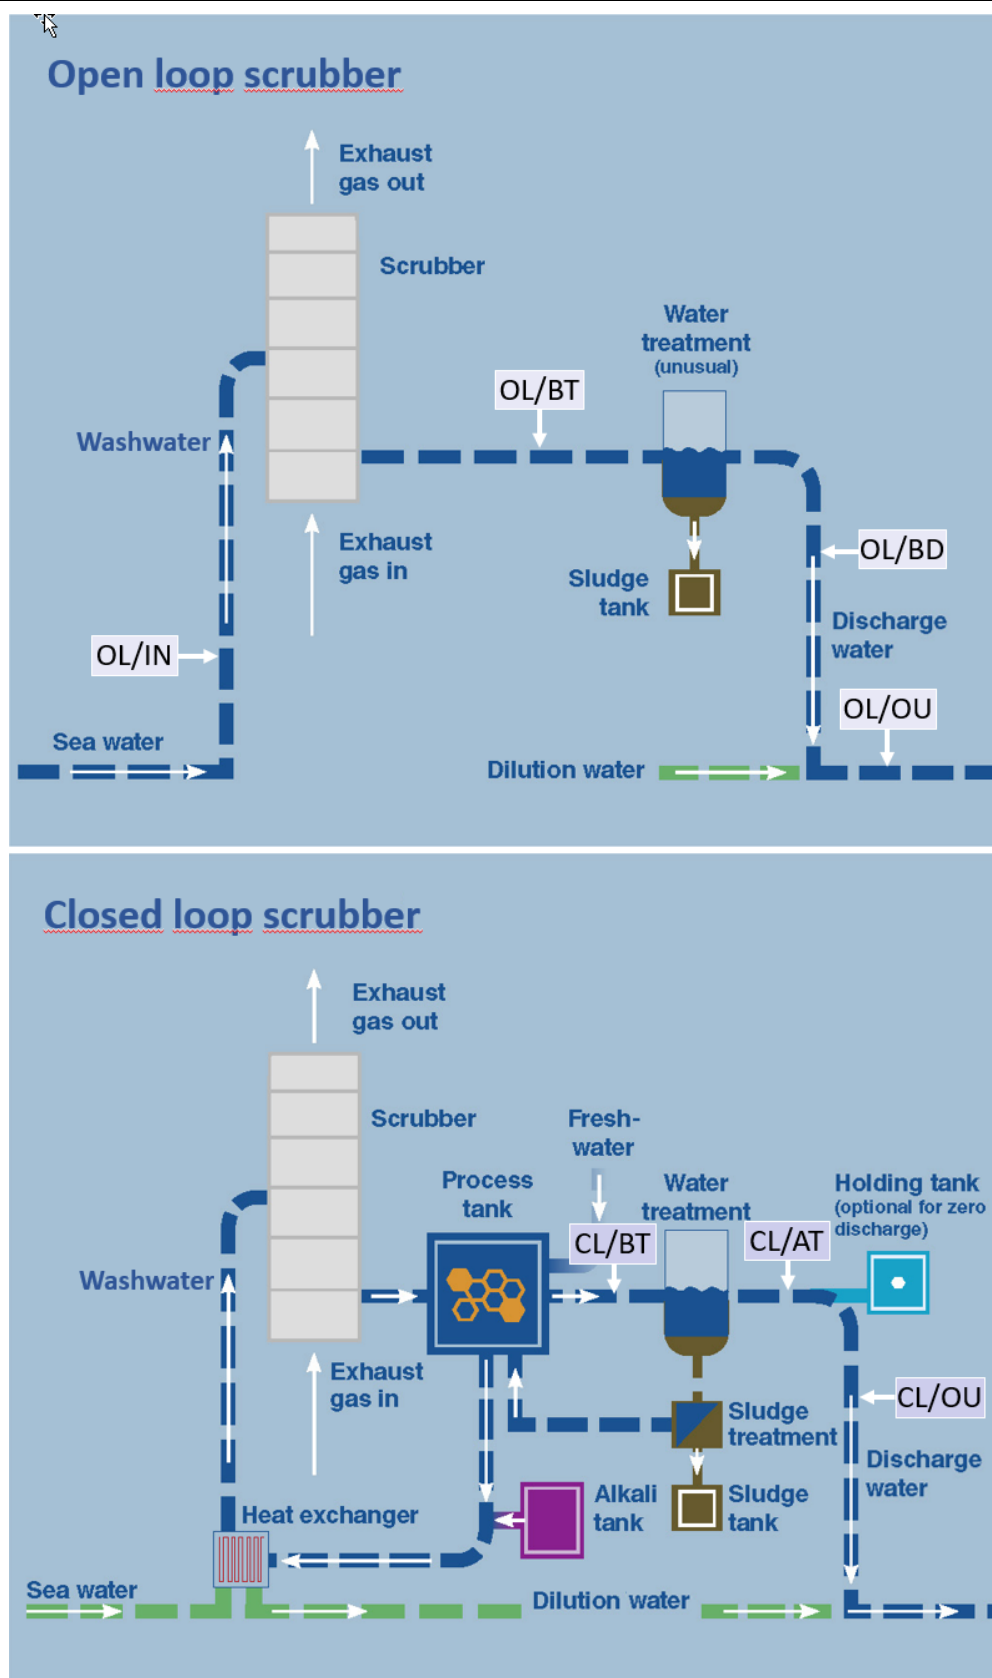 Open loop scrubber
Exhaust
gas out
Scrubber
Water
treatment
(unusual)
OL/BT
Washwater
Exhaust
gas in
OL/BD
Sludge
tank
Discharge
water
OL/IN
OL/OU
Sea water
Dilution water
Closed loop scrubber
Exhaust
gas out
Scrubber
Fresh-
water
Process
tank
Water
treatment
Holding tank
(optional for zero
discharge)
CL/BT
CL/AT
Washwater
Exhaust
gas in
CL/OU
Sludge
treatment
Discharge
water
Heat exchanger
Alkali
tank
Sludge
tank
Sea water
Dilution water